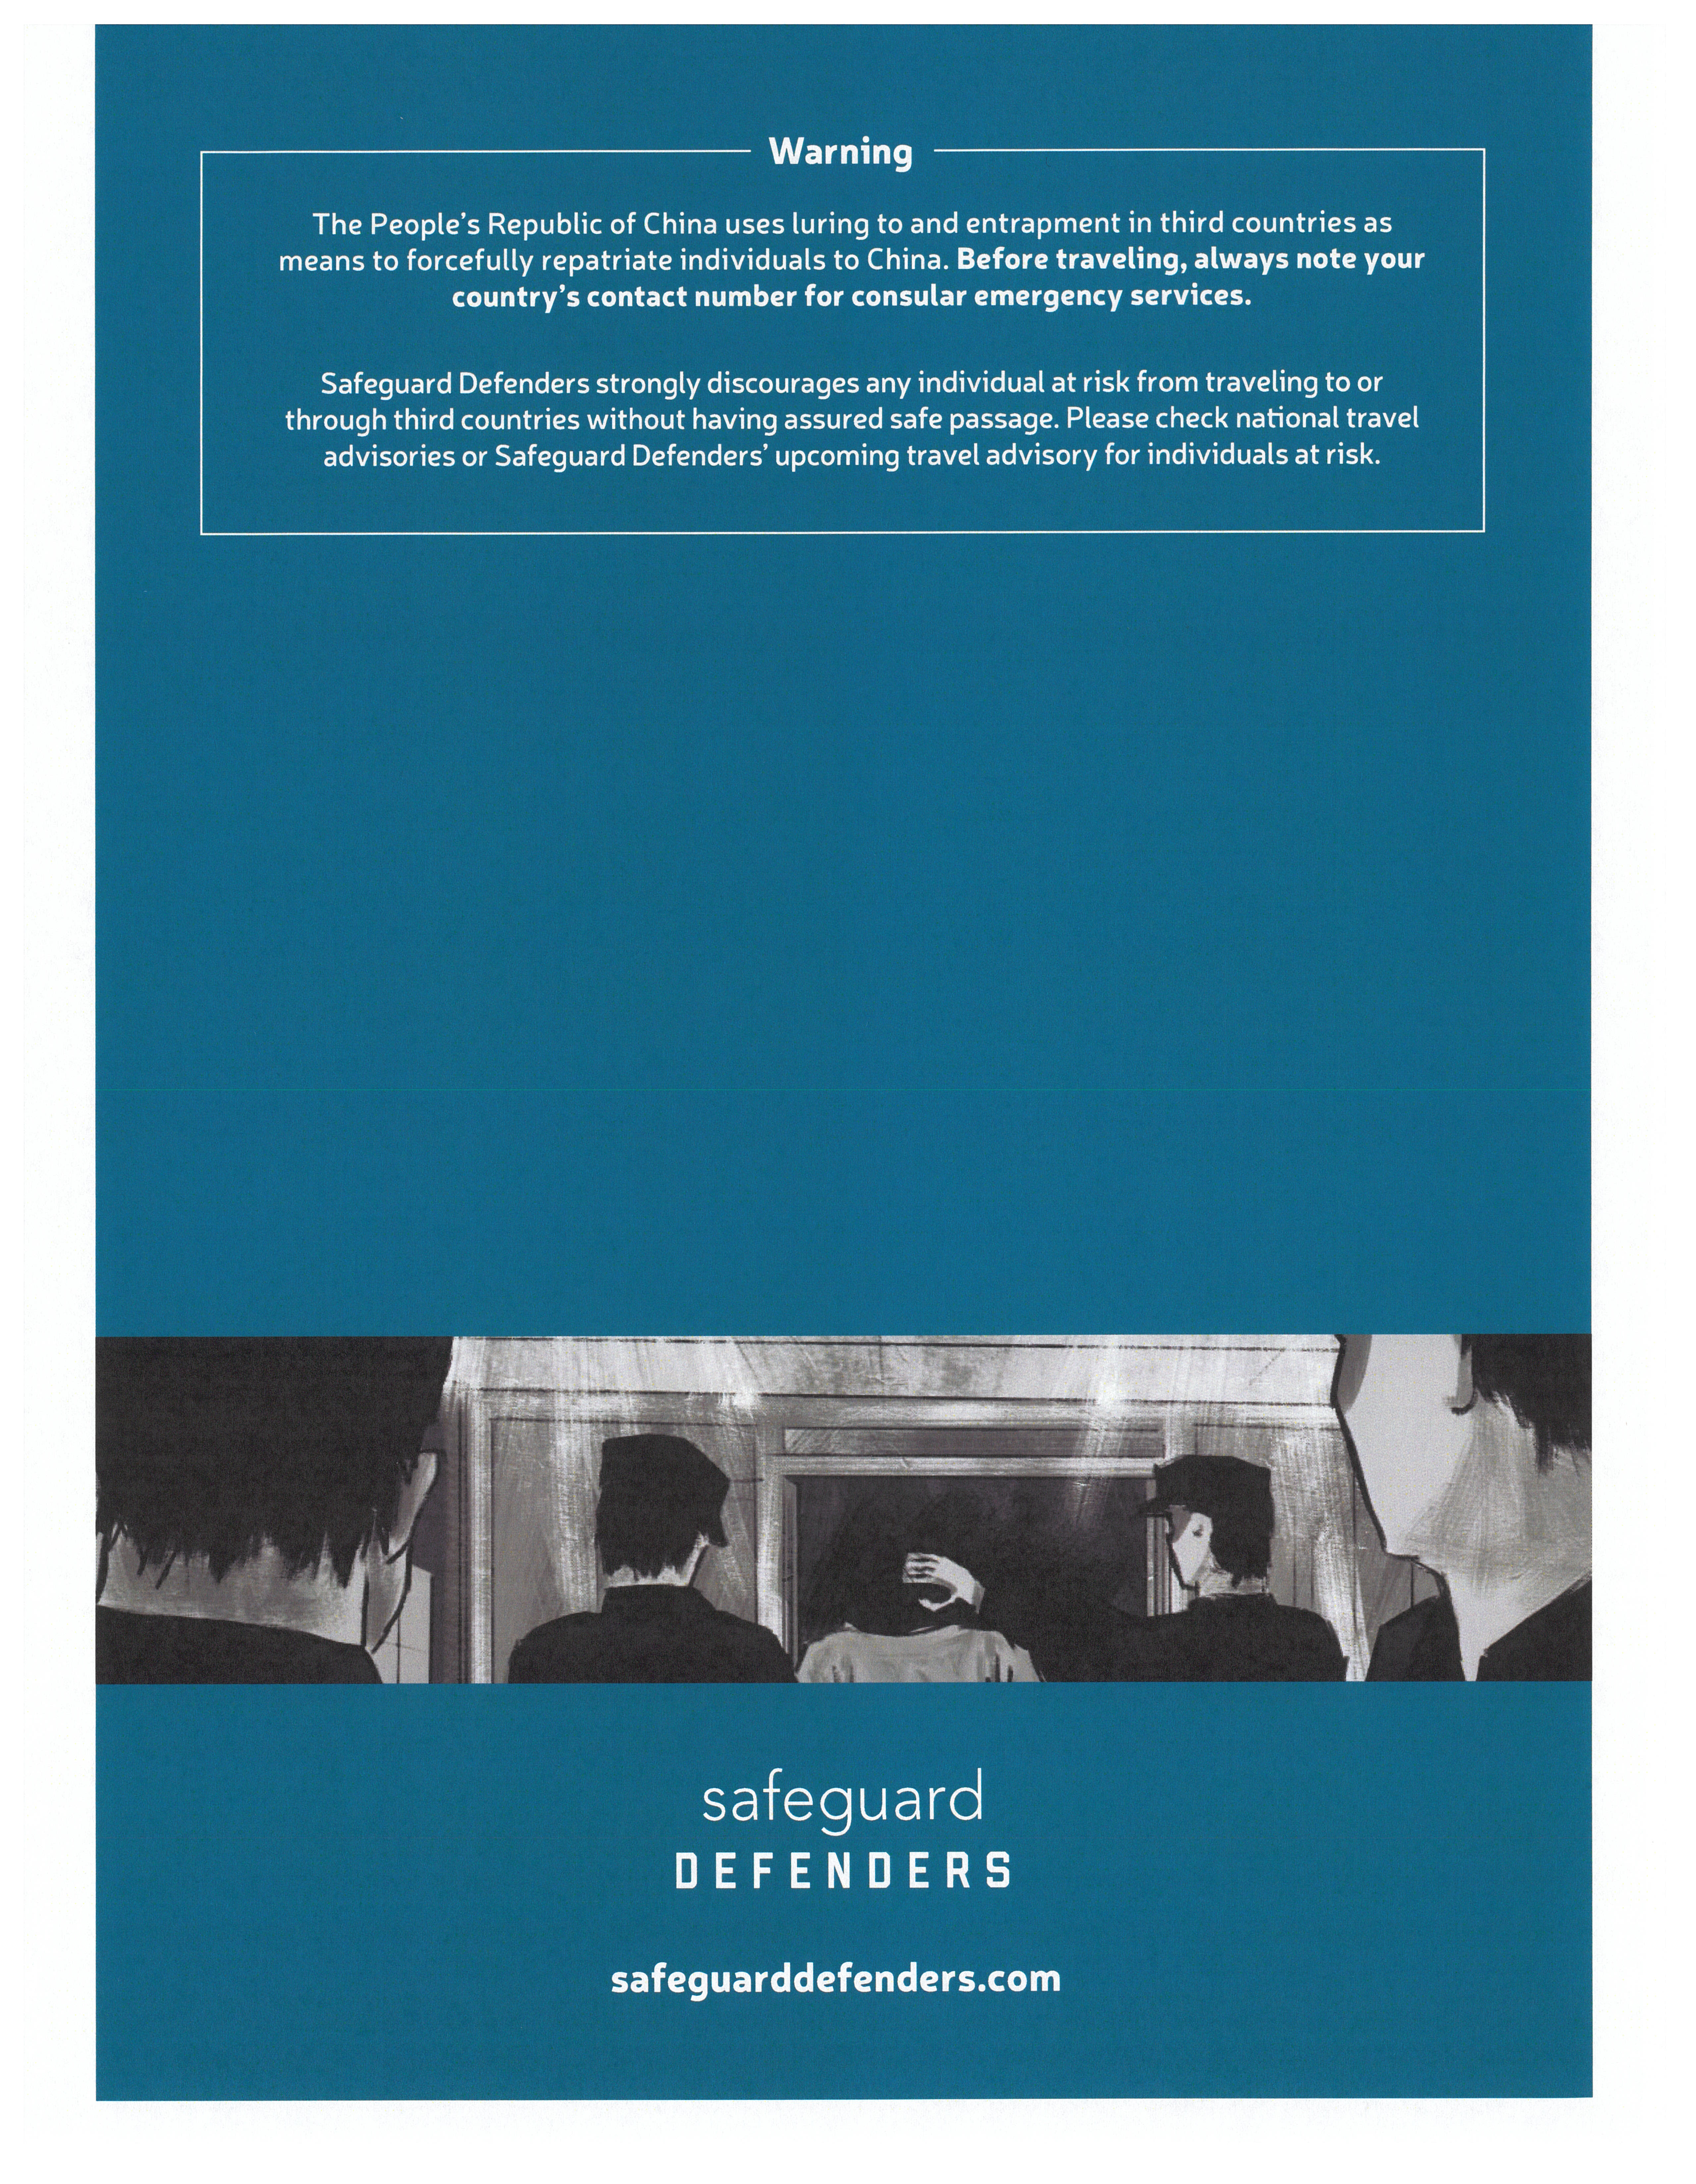 Warning
The People's Republic of China uses luring to and entrapment in third countries as
means to forcefully repatriate individuals to China. Before traveling, always note your
country's contact number for consular emergency services.
Safeguard Defenders strongly discourages any individual at risk from traveling to or
through third countries without having assured safe passage. Please check national travel
advisories or Safeguard Defenders' upcoming travel advisory for individuals at risk.
safeguard
DEFENDERS
safeguarddefenders.com